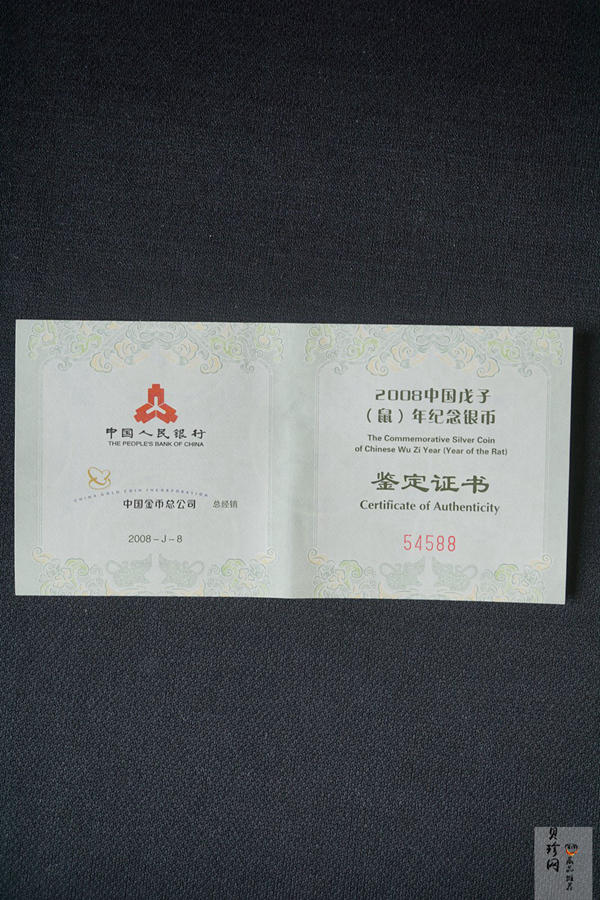 中国人民银行
THE PEOPLE'S BANK OF CHINA
CHINA GOLD COIN INCORPORATION
中国金币总公司 总经销
2008-J-8
2008中国戊子
(鼠)年纪念银币
The Commemorative Silver Coin
of Chinese Wu Zi Year (Year of the Rat)
鉴定证书
Certificate of Authenticity
54588
贝珍网